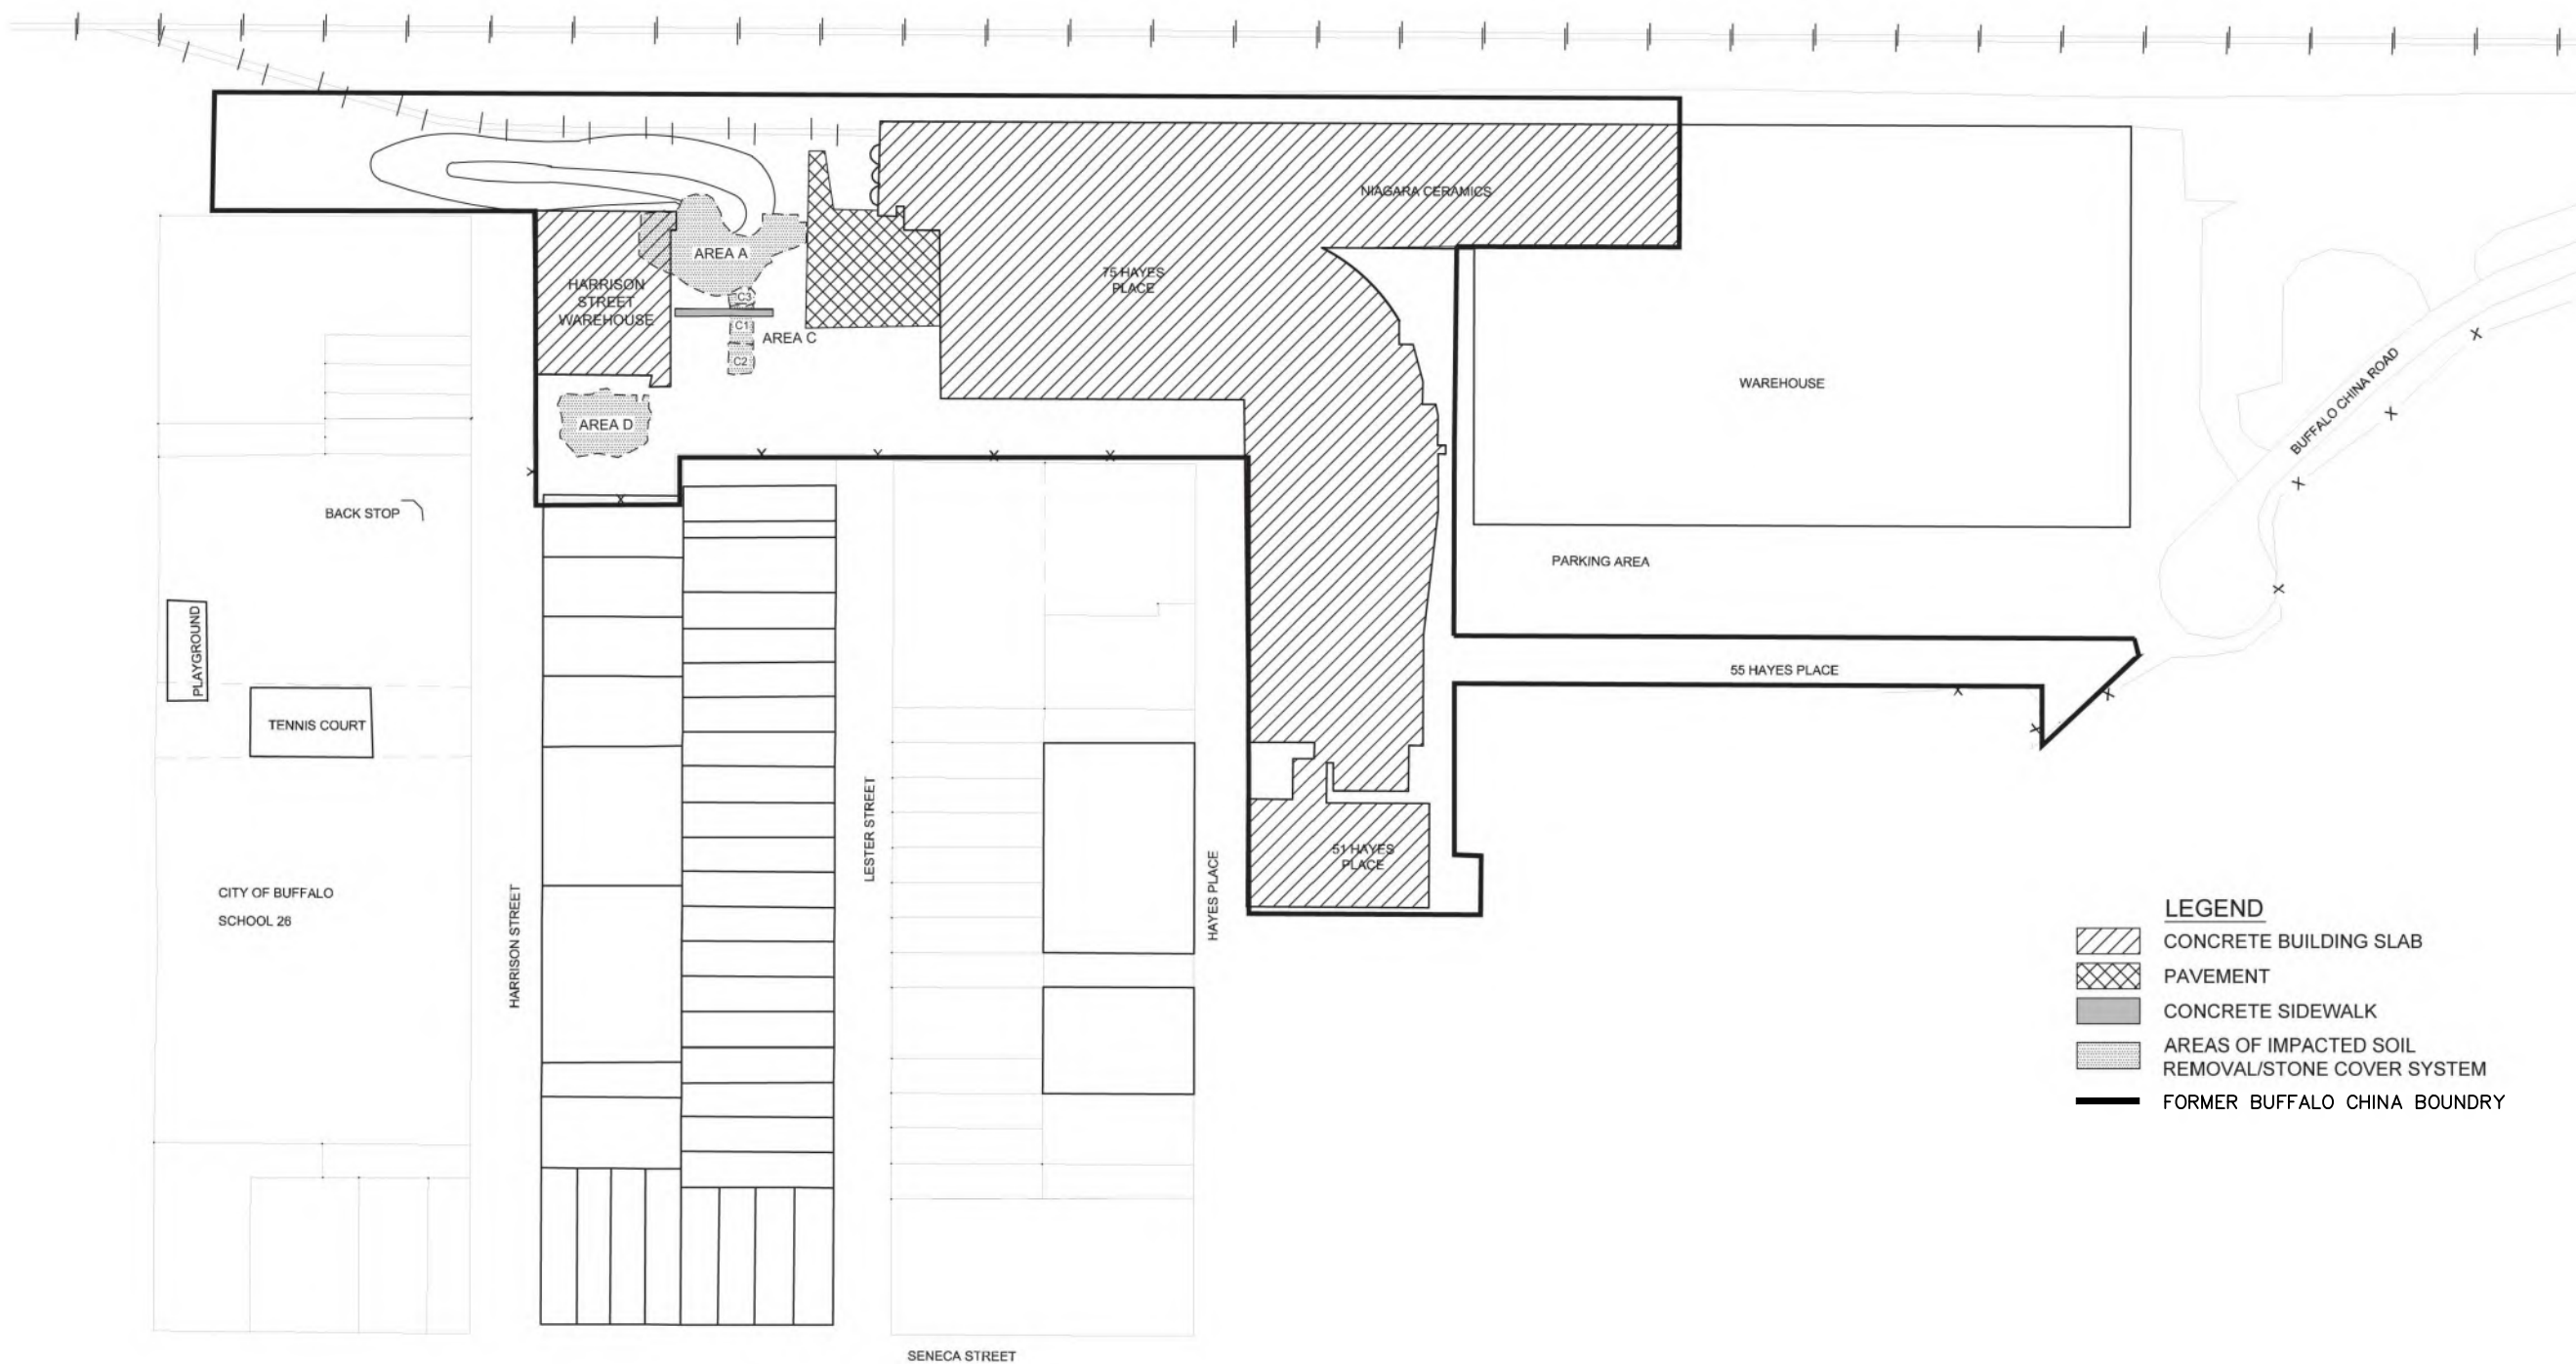 NIAGARA CERAMICS
AREA A
75 HAYES
PLACE
HARRISON
STREET
WAREHOUSE
C3
C1
AREA C
C2
AREA D
WAREHOUSE
BUFFALO CHINA ROAD
BACK STOP
PARKING AREA
PLAYGROUND
TENNIS COURT
55 HAYES PLACE
LESTER STREET
51 HAYES
PLACE
HAYES PLACE
HARRISON STREET
CITY OF BUFFALO
SCHOOL 26
LEGEND
CONCRETE BUILDING SLAB
PAVEMENT
CONCRETE SIDEWALK
AREAS OF IMPACTED SOIL
REMOVAL/STONE COVER SYSTEM
FORMER BUFFALO CHINA BOUNDRY
SENECA STREET